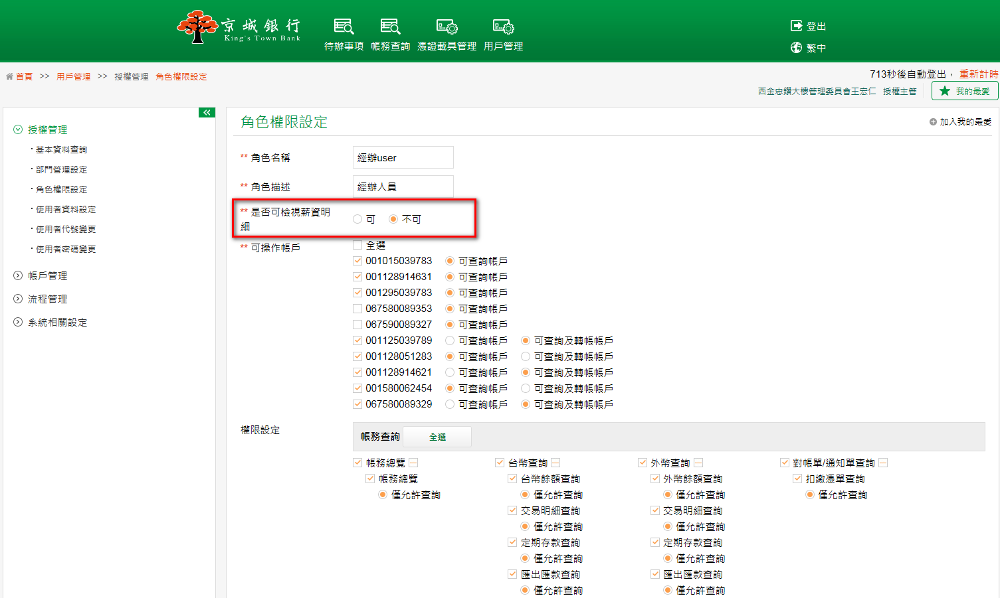 京城銀行
King's Town Bank
待辦事項 帳務查詢 憑證載具管理 用戶管理
登出
繁中
首頁 >> 用戶管理 >> 授權管理 角色權限設定
713秒後自動登出， 重新計時
西金忠鑽大樓管理委員會王宏仁 授權主管 我的最愛
授權管理
基本資料查詢
部門管理設定
角色權限設定
使用者資料設定
使用者代號變更
使用者密碼變更
帳戶管理
流程管理
系統相關設定
角色權限設定
加入我的最愛
** 角色名稱 經辦user
** 角色描述 經辦人員
** 是否可檢視薪資明
細 可 不可
** 可操作帳戶 全選
001015039783 可查詢帳戶
001128914631 可查詢帳戶
001295039783 可查詢帳戶
067580089353 可查詢帳戶
067590089327 可查詢帳戶
001125039789 可查詢帳戶 可查詢及轉帳帳戶
001128051283 可查詢帳戶 可查詢及轉帳帳戶
001128914621 可查詢帳戶 可查詢及轉帳帳戶
001580062454 可查詢帳戶 可查詢及轉帳帳戶
067580089329 可查詢帳戶 可查詢及轉帳帳戶
權限設定 帳務查詢 全選
帳務總覽 台幣查詢 外幣查詢 對帳單/通知單查詢
帳務總覽 台幣餘額查詢 外幣餘額查詢 扣繳憑單查詢
僅允許查詢 僅允許查詢 僅允許查詢 僅允許查詢
交易明細查詢 交易明細查詢
僅允許查詢 僅允許查詢
定期存款查詢 定期存款查詢
僅允許查詢 僅允許查詢
匯出匯款查詢 匯出匯款查詢
僅允許查詢 僅允許查詢